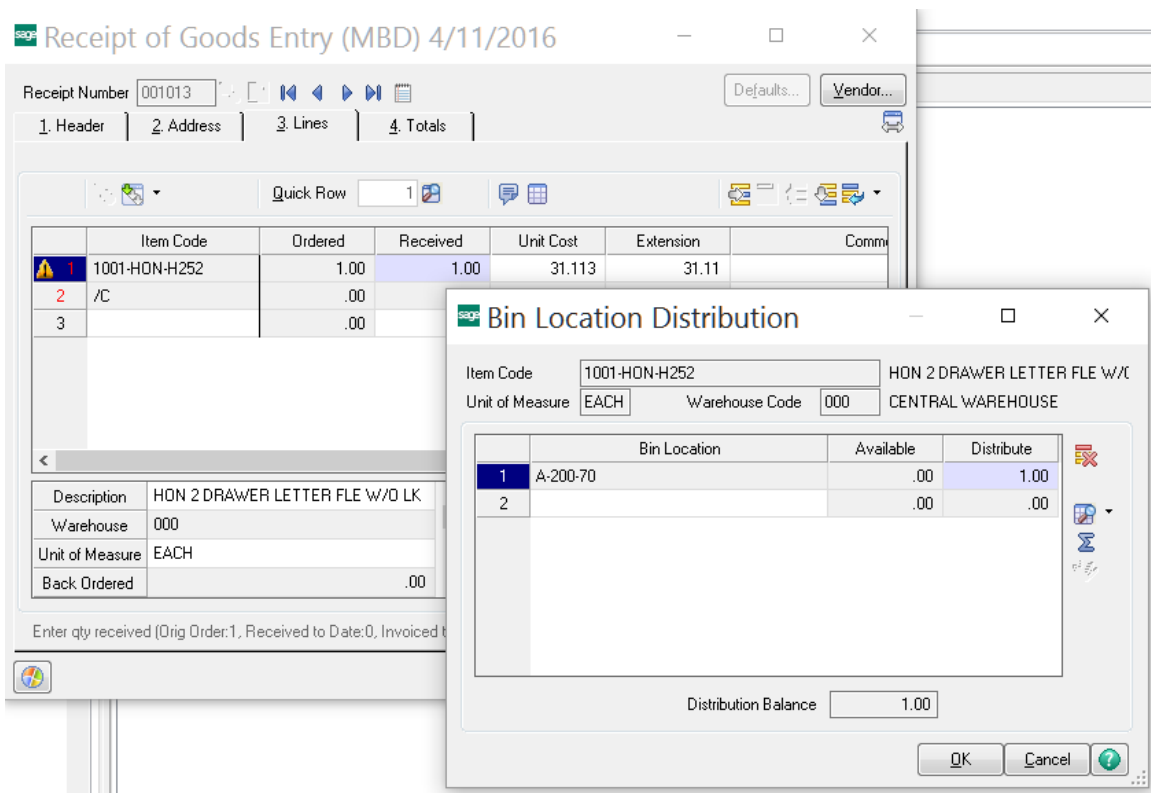 sage Receipt of Goods Entry (MBD) 4/11/2016
Receipt Number 001013 Defaults... Vendor...
1. Header 2. Address 3. Lines 4. Totals
Quick Row 1
Item Code Ordered Received Unit Cost Extension Comm
1 1001-HON-H252 1.00 1.00 31.113 31.11
2 /C .00
3 .00
Description HON 2 DRAWER LETTER FLE W/O LK
Warehouse 000
Unit of Measure EACH
Back Ordered .00
Enter qty received (Orig Order:1, Received to Date:0, Invoiced t
sage Bin Location Distribution
Item Code 1001-HON-H252 HON 2 DRAWER LETTER FLE W/(
Unit of Measure EACH Warehouse Code 000 CENTRAL WAREHOUSE
Bin Location Available Distribute
1 A-200-70 .00 1.00
2 .00 .00
Distribution Balance 1.00
OK Cancel